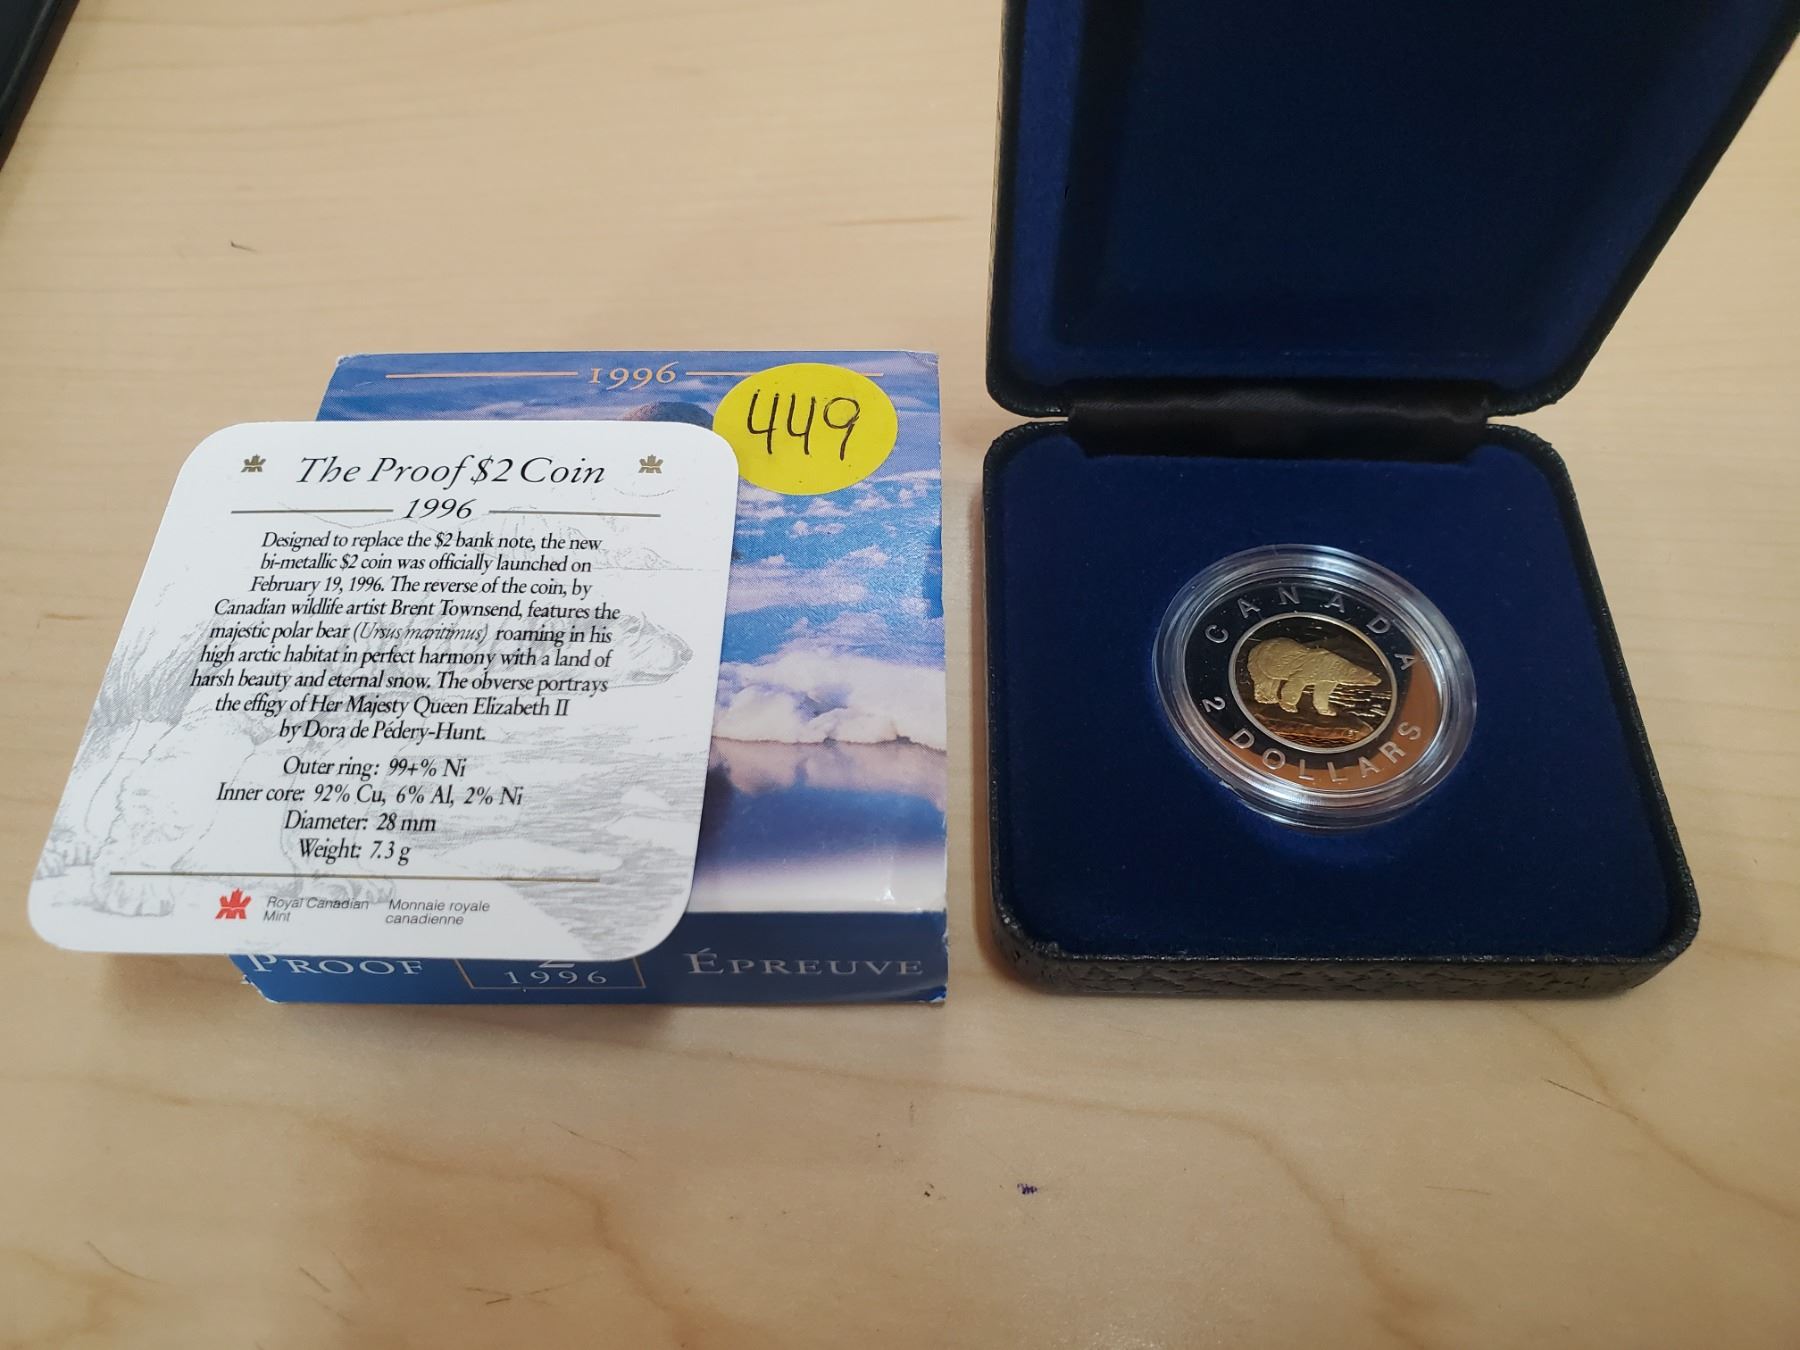 1996
449
The Proof $2 Coin
1996
Designed to replace the $2 bank note, the new
bi-metallic $2 coin was officially launched on
February 19, 1996. The reverse of the coin, by
Canadian wildlife artist Brent Townsend, features the
majestic polar bear (Ursus maritimus) roaming in his
high arctic habitat in perfect harmony with a land of
harsh beauty and eternal snow. The obverse portrays
the effigy of Her Majesty Queen Elizabeth II
by Dora de Pédery-Hunt.
Outer ring: 99+% Ni
Inner core: 92% Cu, 6% Al, 2% Ni
Diameter: 28 mm
Weight: 7.3 g
Royal Canadian Monnaie royale
Mint canadienne
PROOF 2 ÉPREUVE
1996
CANADA
2 DOLLARS